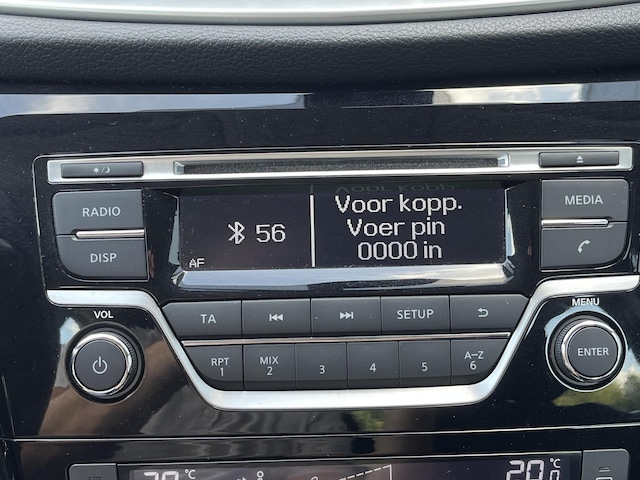 RADIO
DISP
56
AF
Voor kopp.
Voer pin
0000 in
MEDIA
VOL
TA
SETUP
MENU
RPT
1
MIX
2
3
4
5
A–Z
6
ENTER
°C
20.0 °C